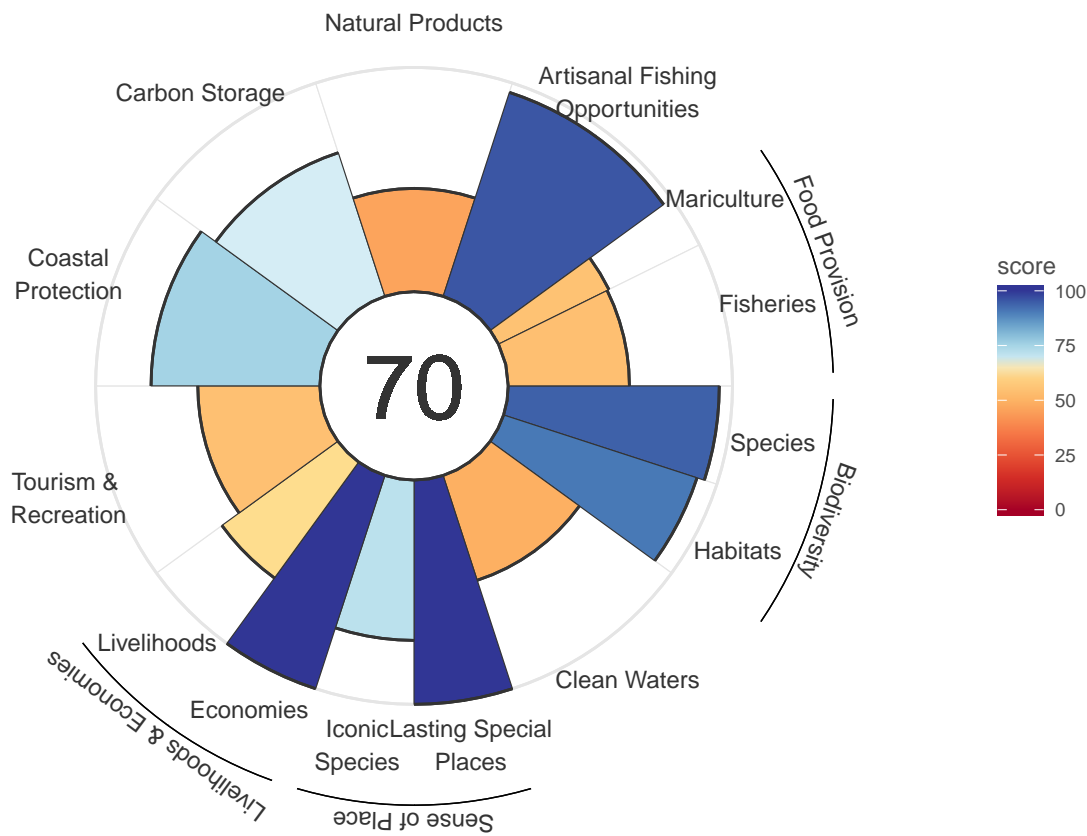 Natural Products
Artisanal Fishing
Opportunities
Carbon Storage
Mariculture
Food Provision
Coastal
Protection
Fisheries
score
100
75
50
25
0
70
Species
Biodiversity
Habitats
Tourism &
Recreation
Clean Waters
Livelihoods
Economies
Livelihoods & Economies
Iconic
Species
Lasting Special
Places
Sense of Place